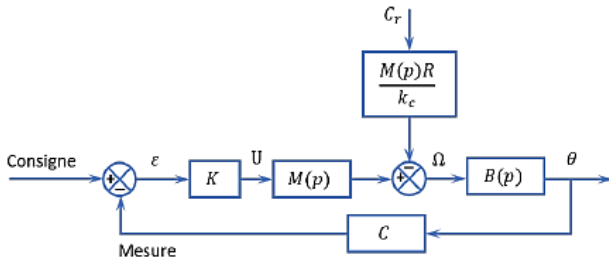 C_r
M(p)R
k_c
Consigne
+
−
ε
K
U
M(p)
+
−
Ω
B(p)
θ
C
Mesure